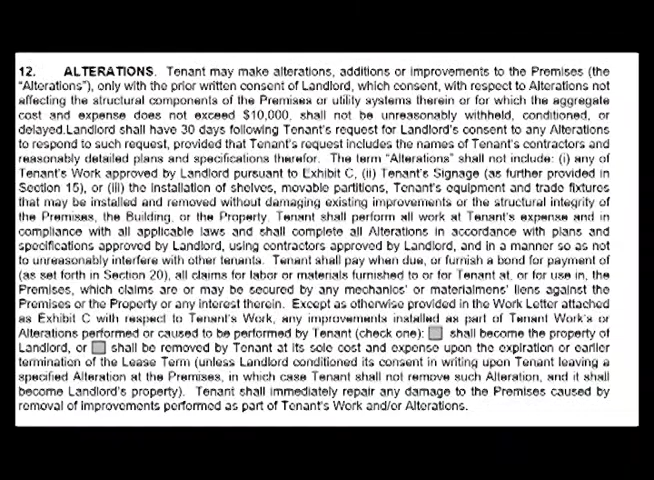 12. ALTERATIONS. Tenant may make alterations, additions or improvements to the Premises (the
"Alterations"), only with the prior written consent of Landlord, which consent, with respect to Alterations not
affecting the structural components of the Premises or utility systems therein or for which the aggregate
cost and expense does not exceed $10,000, shall not be unreasonably withheld, conditioned, or
delayed.Landlord shall have 30 days following Tenant's request for Landlord's consent to any Alterations
to respond to such request, provided that Tenant's request includes the names of Tenant's contractors and
reasonably detailed plans and specifications therefor. The term "Alterations" shall not include: (i) any of
Tenant's Work approved by Landlord pursuant to Exhibit C, (ii) Tenant's Signage (as further provided in
Section 15), or (iii) the installation of shelves, movable partitions, Tenant's equipment and trade fixtures
that may be installed and removed without damaging existing improvements or the structural integrity of
the Premises, the Building, or the Property. Tenant shall perform all work at Tenant's expense and in
compliance with all applicable laws and shall complete all Alterations in accordance with plans and
specifications approved by Landlord, using contractors approved by Landlord, and in a manner so as not
to unreasonably interfere with other tenants. Tenant shall pay when due, or furnish a bond for payment of
(as set forth in Section 20), all claims for labor or materials furnished to or for Tenant at, or for use in, the
Premises, which claims are or may be secured by any mechanics' or materialmens' liens against the
Premises or the Property or any interest therein. Except as otherwise provided in the Work Letter attached
as Exhibit C with respect to Tenant's Work, any improvements installed as part of Tenant Work's or
Alterations performed or caused to be performed by Tenant (check one): shall become the property of
Landlord, or shall be removed by Tenant at its sole cost and expense upon the expiration or earlier
termination of the Lease Term (unless Landlord conditioned its consent in writing upon Tenant leaving a
specified Alteration at the Premises, in which case Tenant shall not remove such Alteration, and it shall
become Landlord's property). Tenant shall immediately repair any damage to the Premises caused by
removal of improvements performed as part of Tenant's Work and/or Alterations.